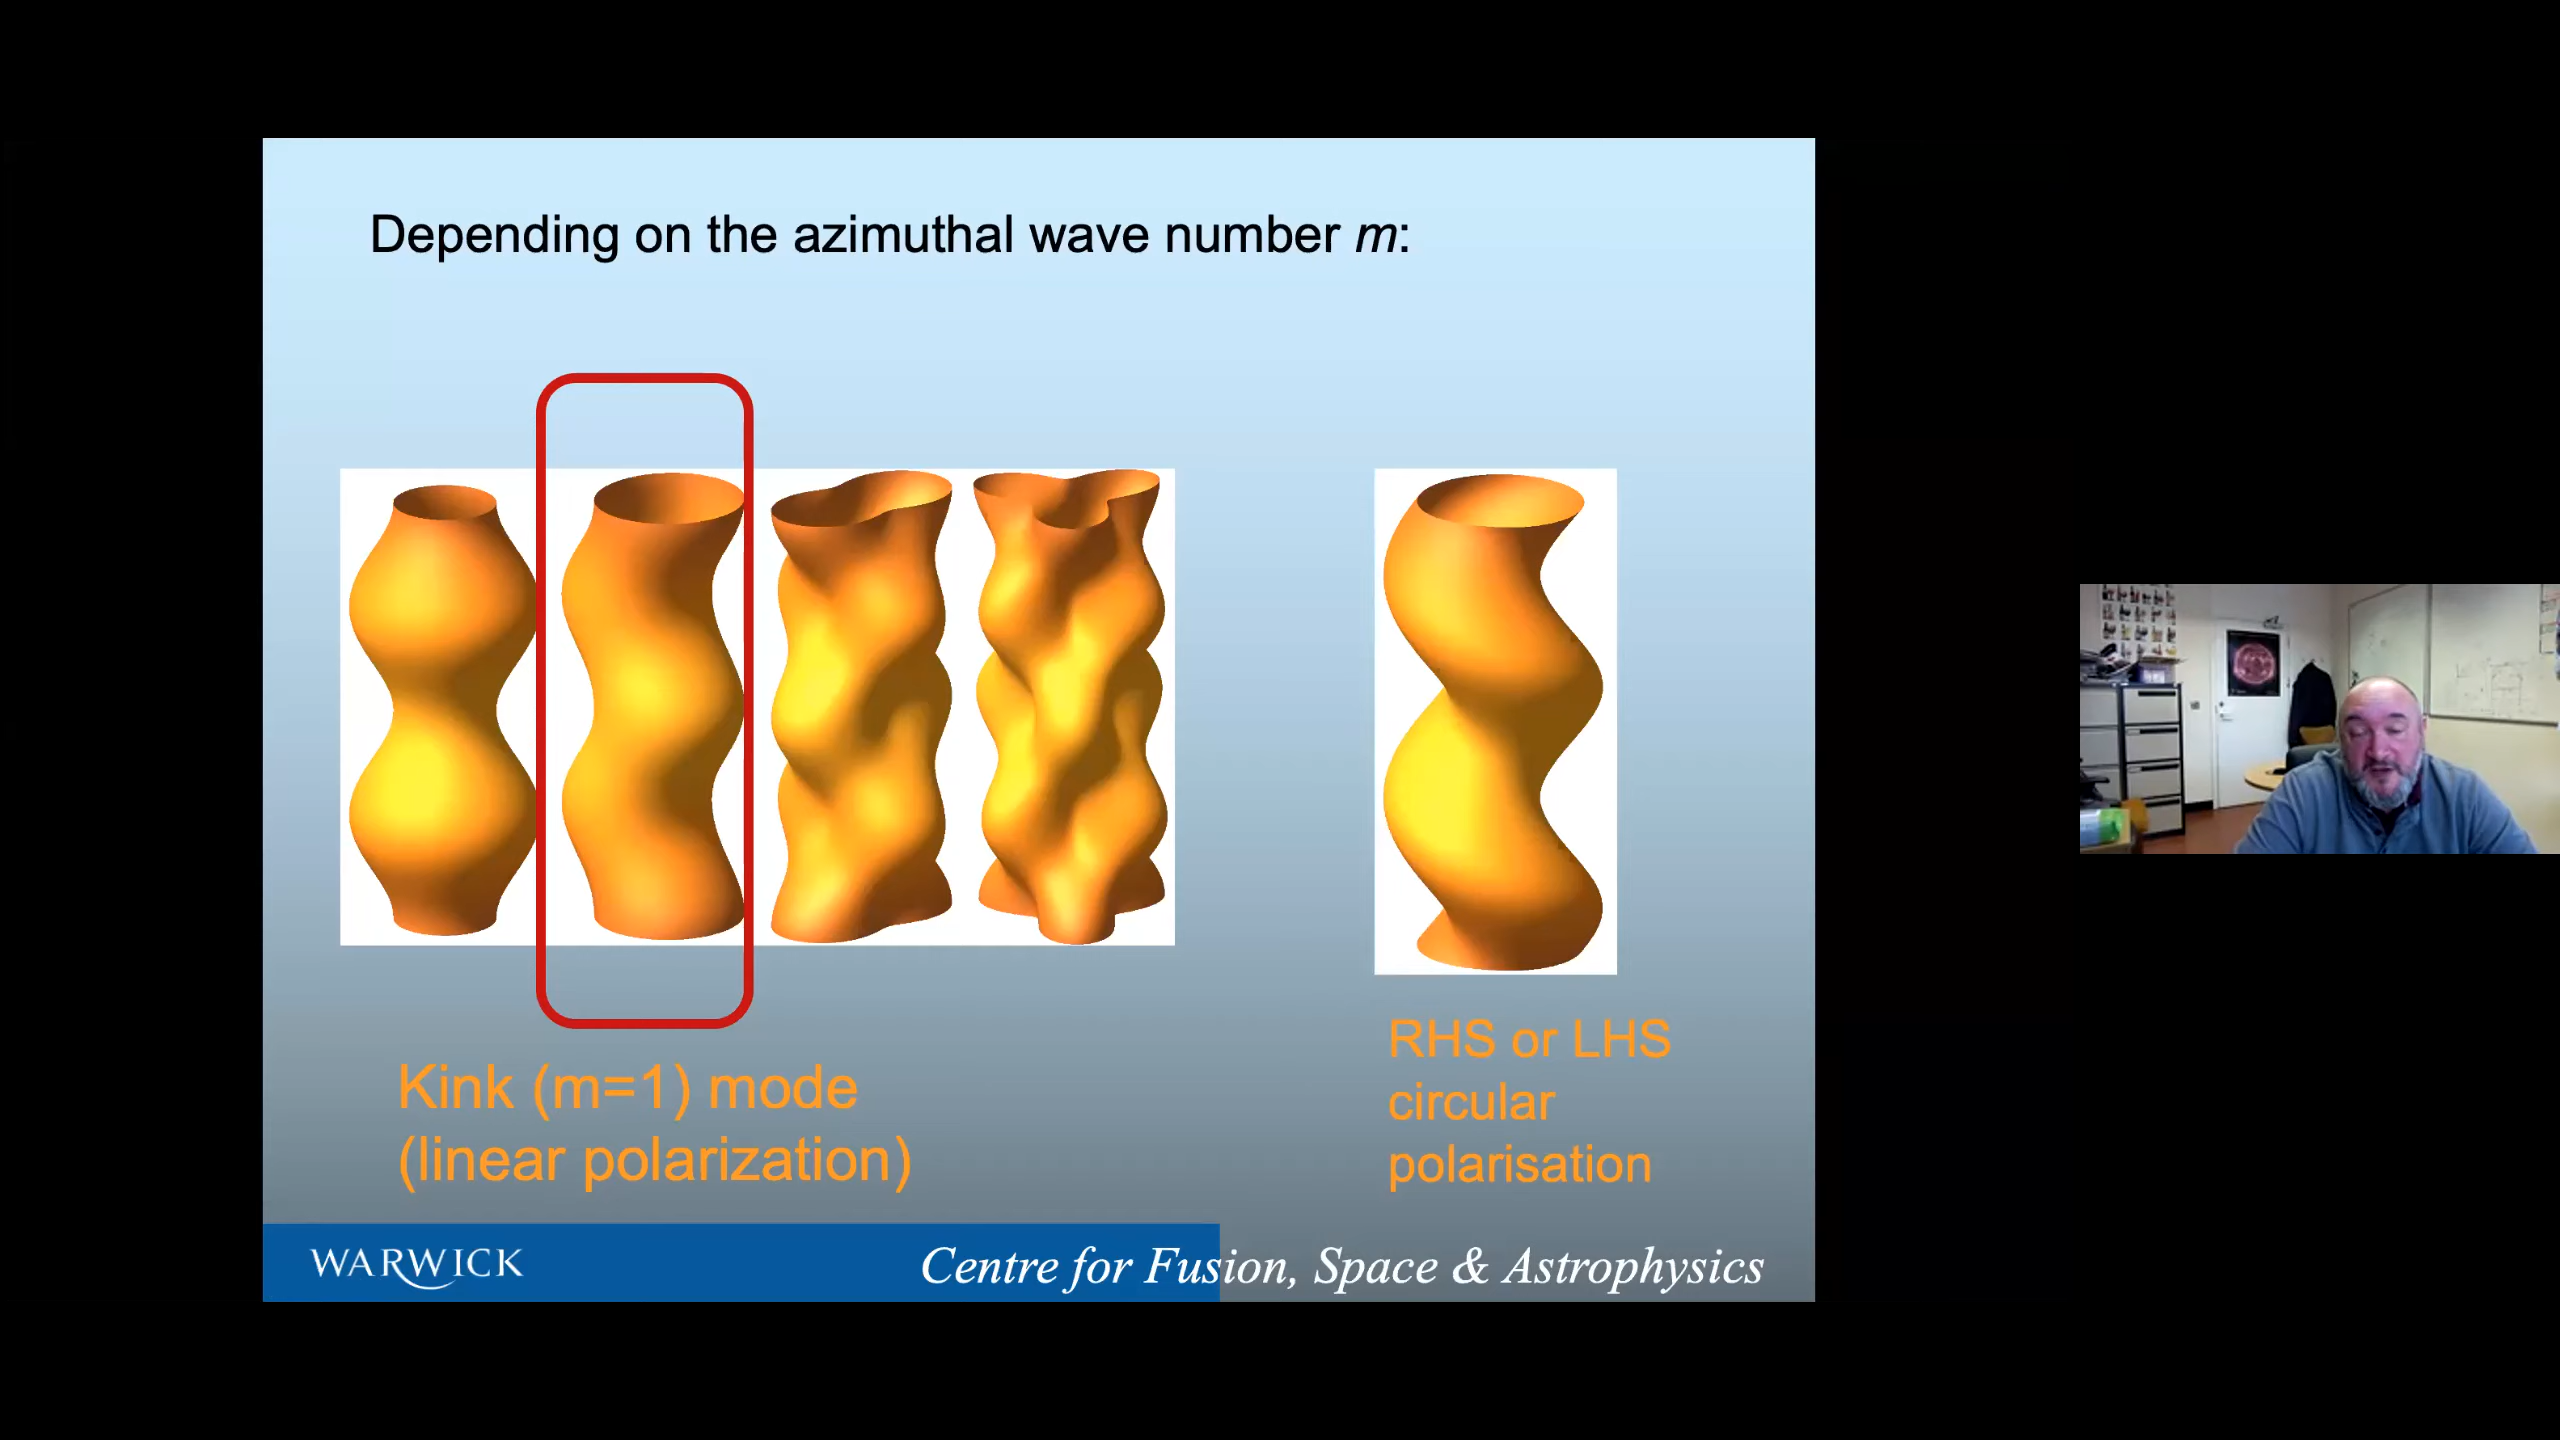 Depending on the azimuthal wave number m:
Kink (m=1) mode
(linear polarization)
RHS or LHS
circular
polarisation
WARWICK
Centre for Fusion, Space & Astrophysics